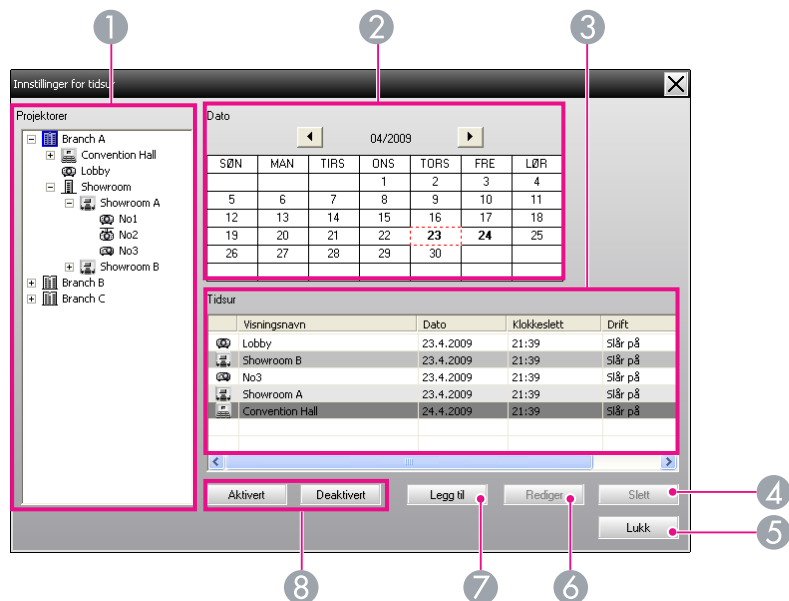 1 2 3
Innstillinger for tidsur
Projektorer
Branch A
Convention Hall
Lobby
Showroom
Showroom A
No1
No2
No3
Showroom B
Branch B
Branch C
Dato
04/2009
SØN MAN TIRS ONS TORS FRE LØR
1 2 3 4
5 6 7 8 9 10 11
12 13 14 15 16 17 18
19 20 21 22 23 24 25
26 27 28 29 30
Tidsur
Visningsnavn Dato Klokkeslett Drift
Lobby 23.4.2009 21:39 Slår på
Showroom B 23.4.2009 21:39 Slår på
No3 23.4.2009 21:39 Slår på
Showroom A 23.4.2009 21:39 Slår på
Convention Hall 24.4.2009 21:39 Slår på
Aktivert Deaktivert Legg til Rediger Slett 4
Lukk 5
8 7 6